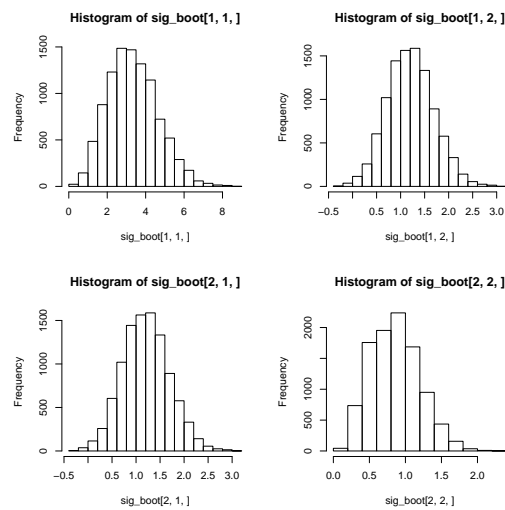 Histogram of sig_boot[1, 1, ]
Frequency
0 500 1000 1500
0 2 4 6 8
sig_boot[1, 1, ]
Histogram of sig_boot[1, 2, ]
Frequency
0 500 1000 1500
−0.5 0.5 1.0 1.5 2.0 2.5 3.0
sig_boot[1, 2, ]
Histogram of sig_boot[2, 1, ]
Frequency
0 500 1000 1500
−0.5 0.5 1.0 1.5 2.0 2.5 3.0
sig_boot[2, 1, ]
Histogram of sig_boot[2, 2, ]
Frequency
0 500 1000 2000
0.0 0.5 1.0 1.5 2.0
sig_boot[2, 2, ]